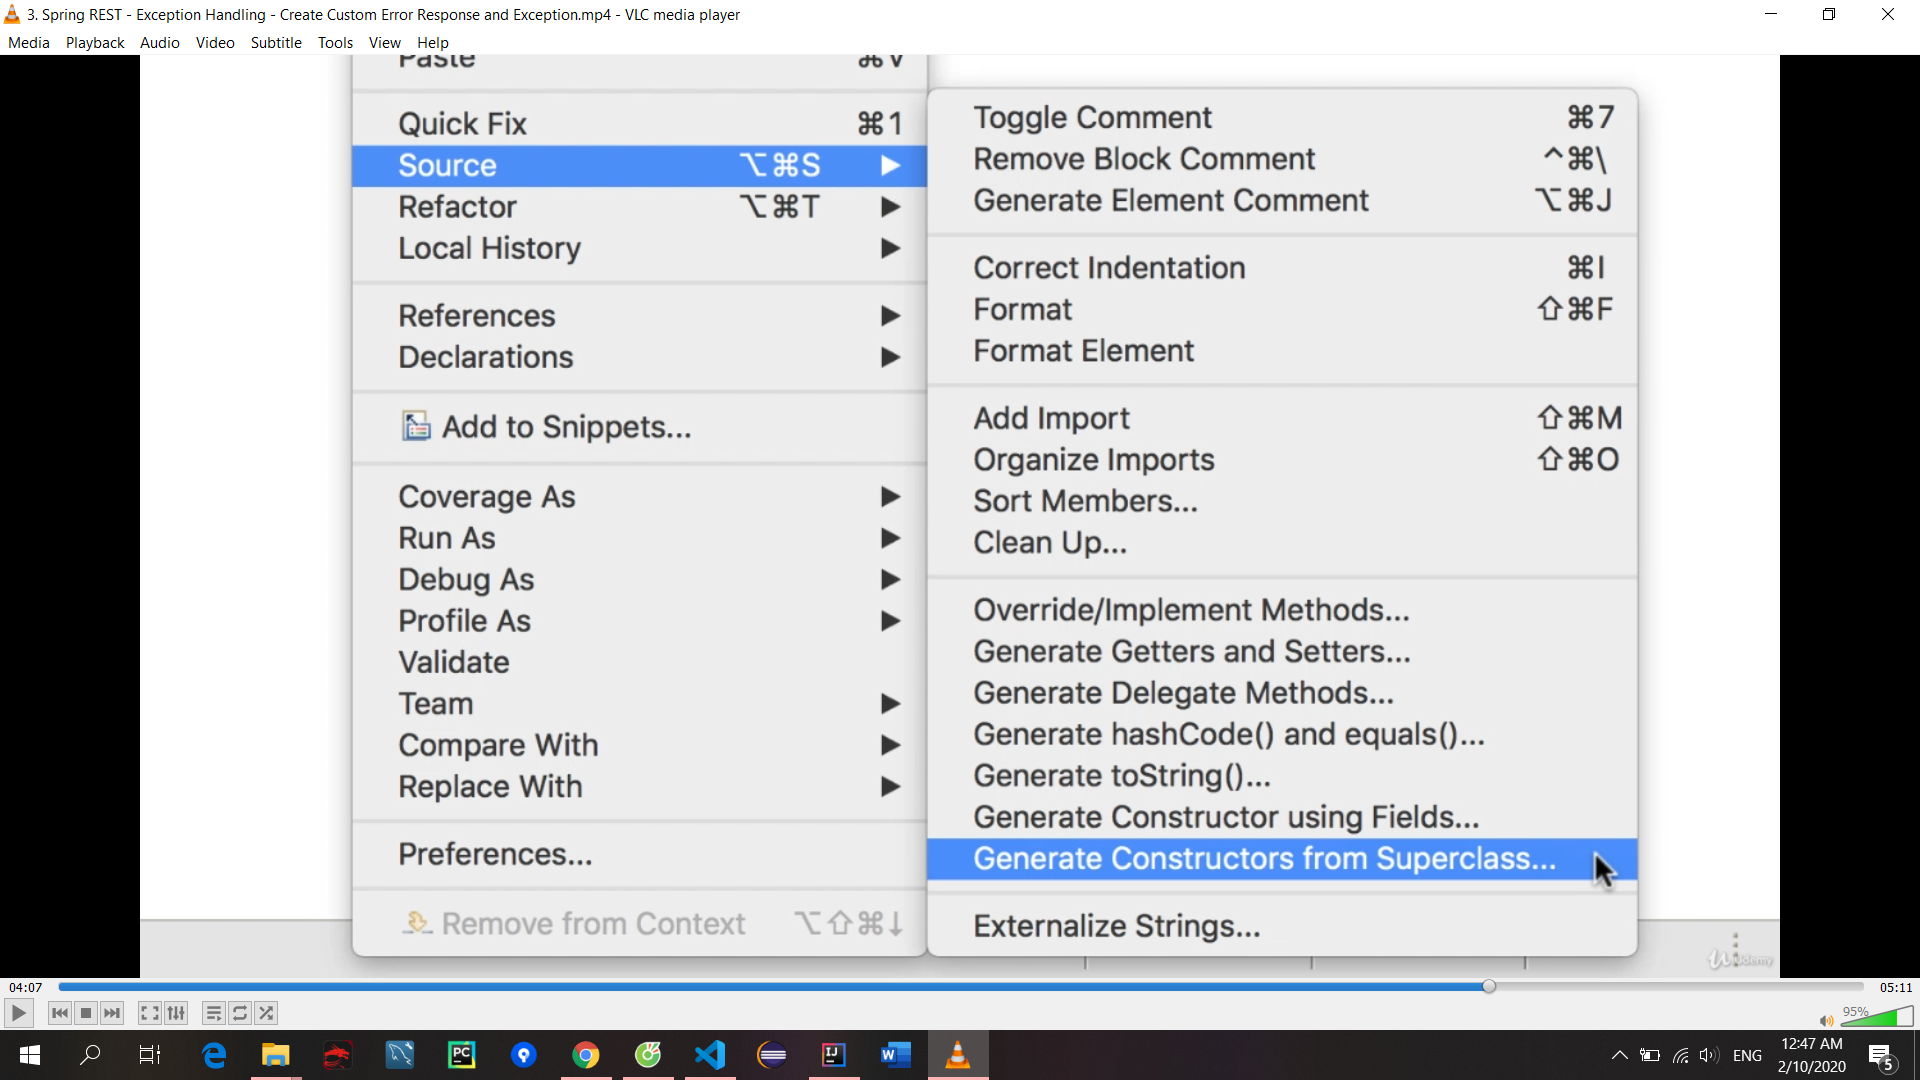 3. Spring REST - Exception Handling - Create Custom Error Response and Exception.mp4 - VLC media player
Media Playback Audio Video Subtitle Tools View Help
Paste ⌘V
Quick Fix ⌘1
Source ⌥⌘S ▶
Refactor ⌥⌘T ▶
Local History ▶
References ▶
Declarations ▶
Add to Snippets...
Coverage As ▶
Run As ▶
Debug As ▶
Profile As ▶
Validate
Team ▶
Compare With ▶
Replace With ▶
Preferences...
Remove from Context ⌥⇧⌘↓
Toggle Comment ⌘7
Remove Block Comment ^⌘\
Generate Element Comment ⌥⌘J
Correct Indentation ⌘I
Format ⇧⌘F
Format Element
Add Import ⇧⌘M
Organize Imports ⇧⌘O
Sort Members...
Clean Up...
Override/Implement Methods...
Generate Getters and Setters...
Generate Delegate Methods...
Generate hashCode() and equals()...
Generate toString()...
Generate Constructor using Fields...
Generate Constructors from Superclass...
Externalize Strings...
Udemy
04:07 05:11
95%
PC
IJ
W
ENG
12:47 AM
2/10/2020
5